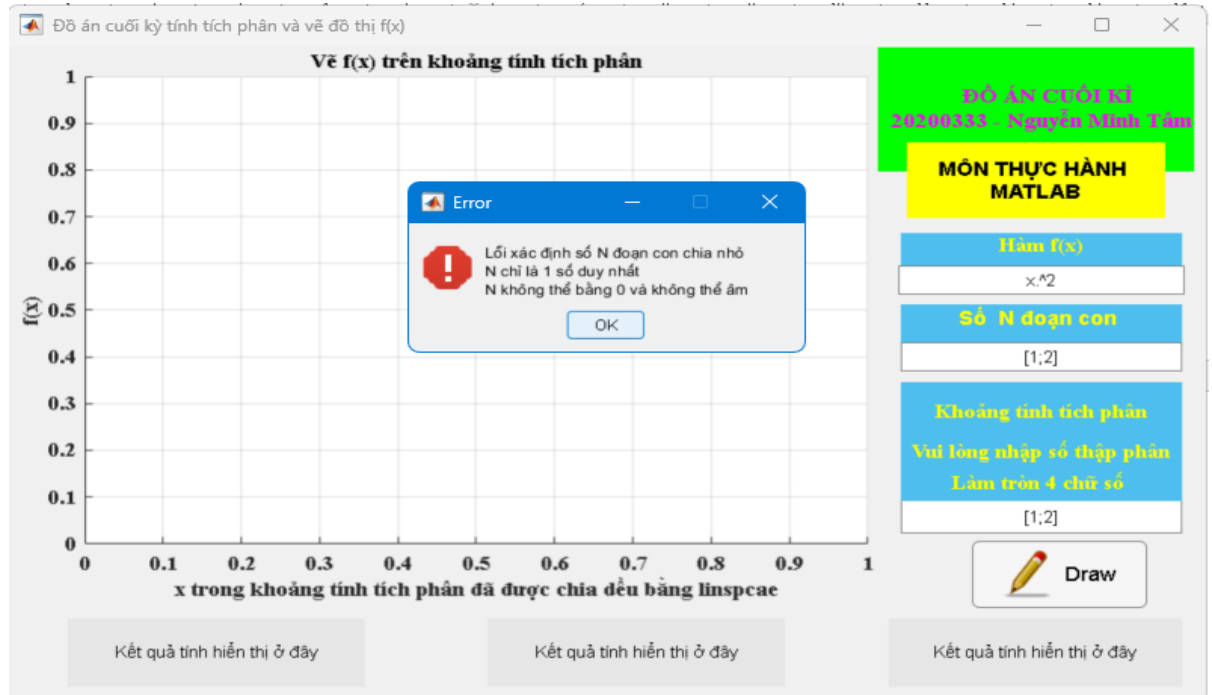 Đồ án cuối kỳ tính tích phân và vẽ đồ thị f(x)
Vẽ f(x) trên khoảng tính tích phân
1
0.9
0.8
0.7
0.6
0.5
0.4
0.3
0.2
0.1
0
f(x)
0 0.1 0.2 0.3 0.4 0.5 0.6 0.7 0.8 0.9 1
x trong khoảng tính tích phân đã được chia đều bằng linspcae
Error
Lỗi xác định số N đoạn con chia nhỏ
N chỉ là 1 số duy nhất
N không thể bằng 0 và không thể âm
OK
ĐỒ ÁN CUỐI KÌ
20200333 - Nguyễn Minh Tâm
MÔN THỰC HÀNH
MATLAB
Hàm f(x)
x.^2
Số N đoạn con
[1;2]
Khoảng tính tích phân
Vui lòng nhập số thập phân
Làm tròn 4 chữ số
[1;2]
Draw
Kết quả tính hiển thị ở đây
Kết quả tính hiển thị ở đây
Kết quả tính hiển thị ở đây